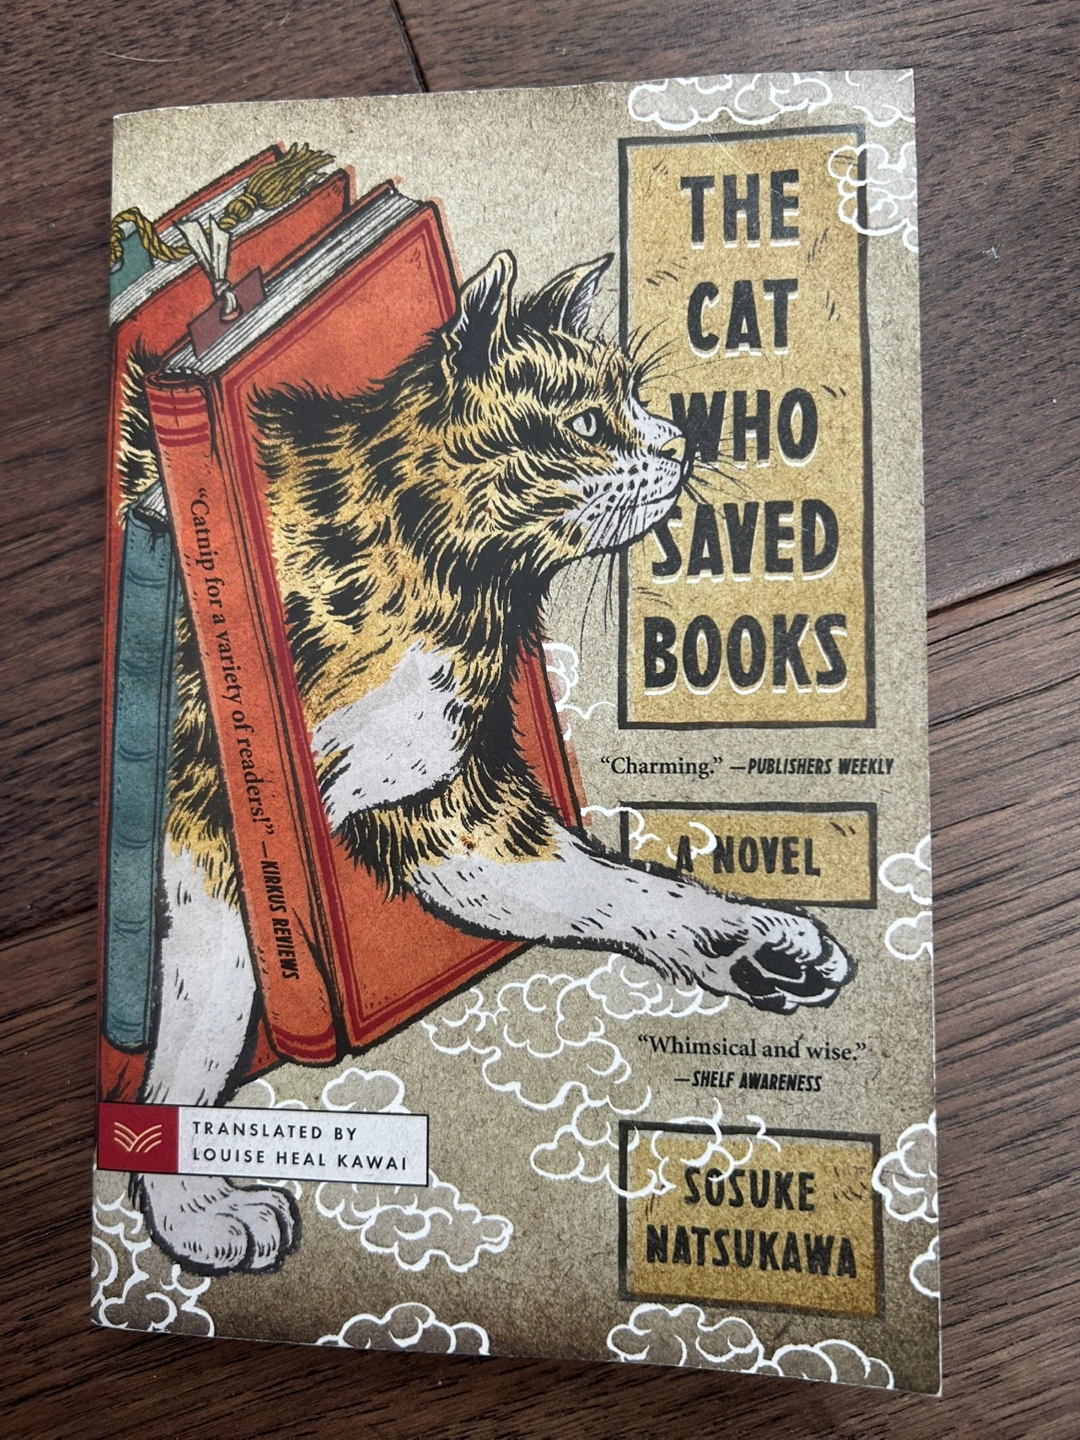 THE
CAT
WHO
SAVED
BOOKS
“Charming.” —PUBLISHERS WEEKLY
A NOVEL
“Catnip for a variety of readers!” —KIRKUS REVIEWS
“Whimsical and wise.”
—SHELF AWARENESS
TRANSLATED BY
LOUISE HEAL KAWAI
SOSUKE
NATSUKAWA